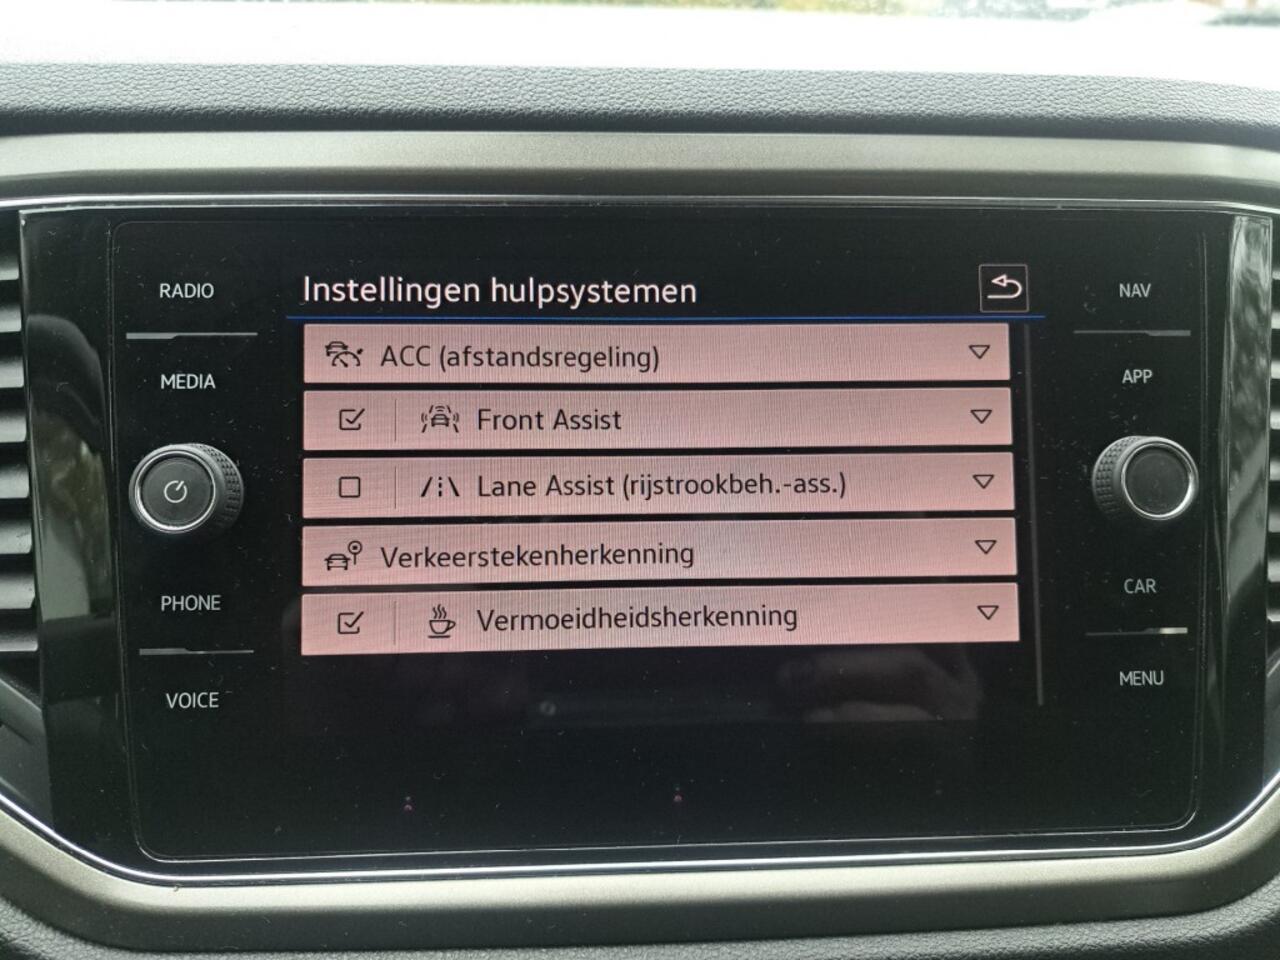 RADIO
MEDIA
PHONE
VOICE
Instellingen hulpsystemen
ACC (afstandsregeling)
Front Assist
Lane Assist (rijstrookbeh.-ass.)
Verkeerstekenherkenning
Vermoeidheidsherkenning
NAV
APP
CAR
MENU